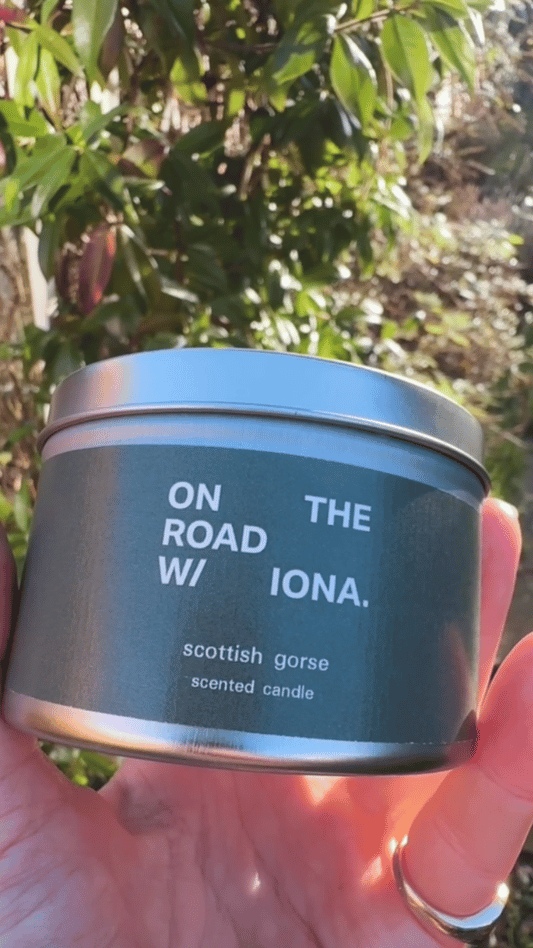 ON THE
ROAD
W/ IONA.
scottish gorse
scented candle